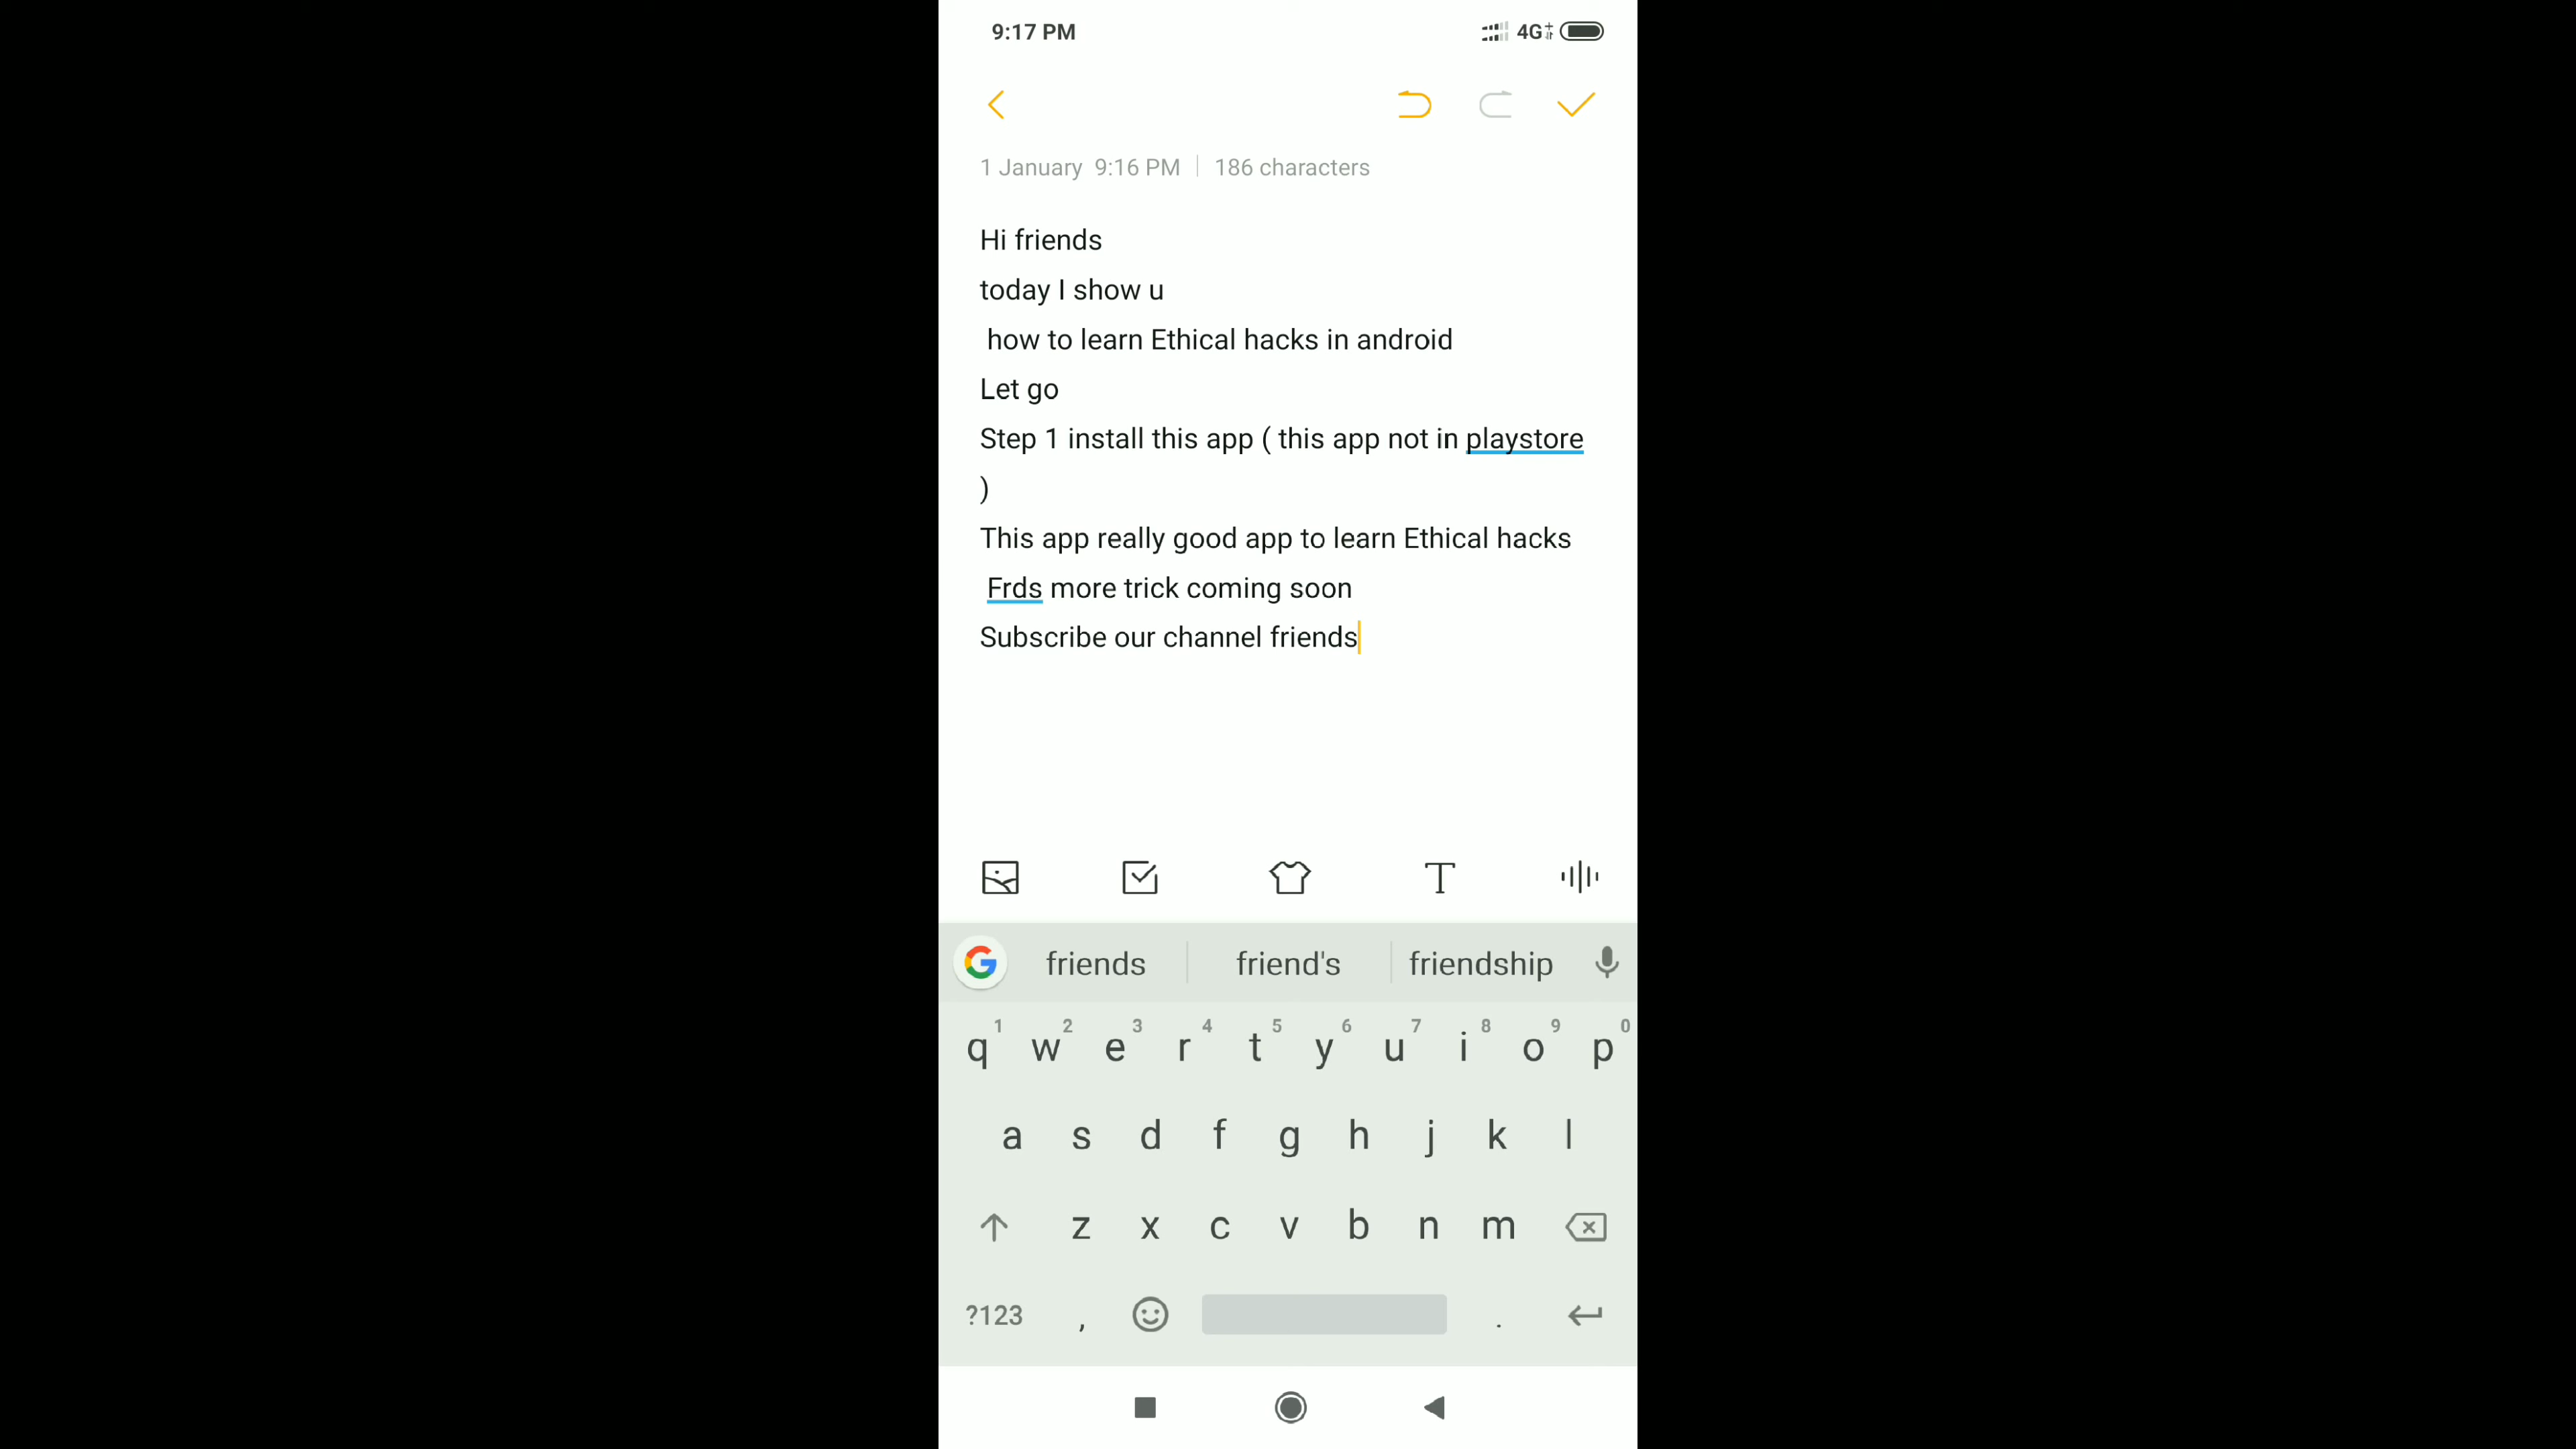 9:17 PM
4G+
1 January 9:16 PM | 186 characters
Hi friends
today I show u
how to learn Ethical hacks in android
Let go
Step 1 install this app ( this app not in playstore
)
This app really good app to learn Ethical hacks
Frds more trick coming soon
Subscribe our channel friends
T
G friends friend's friendship
q 1 w 2 e 3 r 4 t 5 y 6 u 7 i 8 o 9 p 0
a s d f g h j k l
z x c v b n m
?123 , .